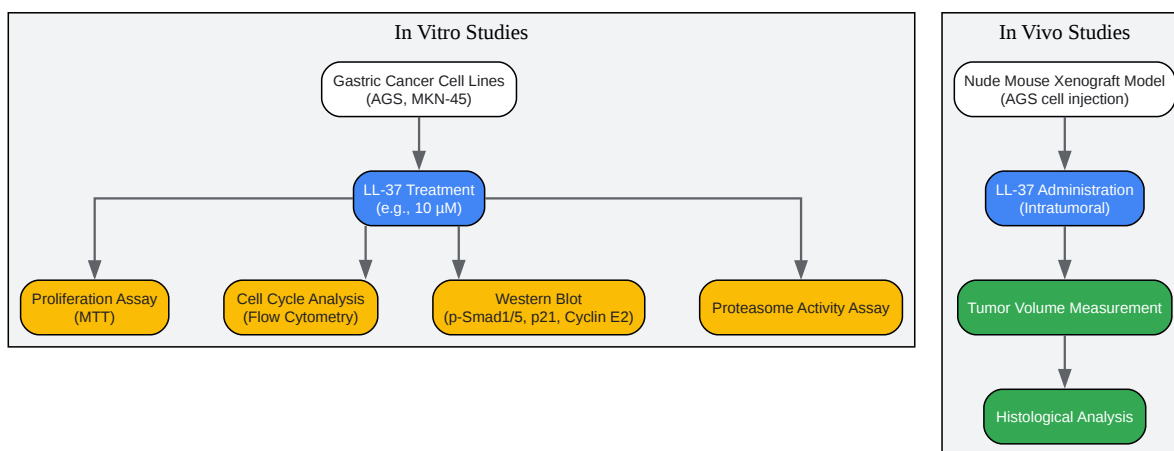 In Vitro Studies
Gastric Cancer Cell Lines
(AGS, MKN-45)
LL-37 Treatment
(e.g., 10 µM)
Proliferation Assay
(MTT)
Cell Cycle Analysis
(Flow Cytometry)
Western Blot
(p-Smad1/5, p21, Cyclin E2)
Proteasome Activity Assay
In Vivo Studies
Nude Mouse Xenograft Model
(AGS cell injection)
LL-37 Administration
(Intratumoral)
Tumor Volume Measurement
Histological Analysis